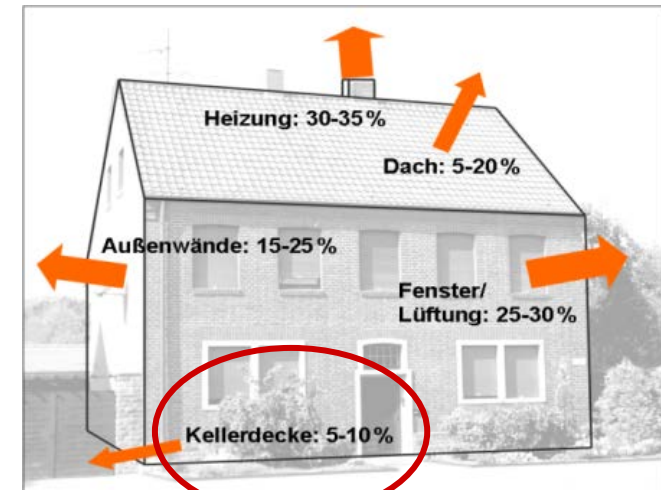 Heizung: 30-35%
Dach: 5-20%
Außenwände: 15-25%
Fenster/
Lüftung: 25-30%
Kellerdecke: 5-10%